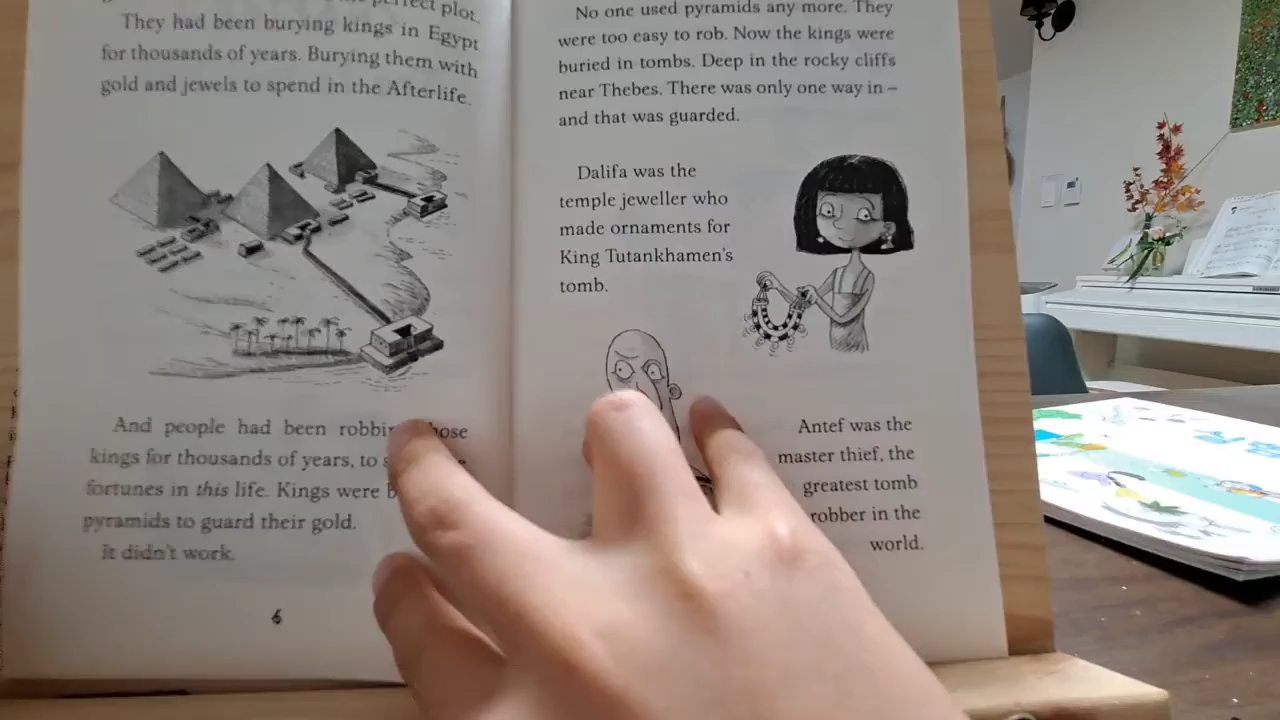 perfect plot.
They had been burying kings in Egypt
for thousands of years. Burying them with
gold and jewels to spend in the Afterlife.
And people had been
kings for thousands of years, to
fortunes in this life. Kings were
pyramids to guard their gold.
It didn't work.
6
No one used pyramids any more. They
were too easy to rob. Now the kings were
buried in tombs. Deep in the rocky cliffs
near Thebes. There was only one way in –
and that was guarded.
Dalifa was the
temple jeweller who
made ornaments for
King Tutankhamen's
tomb.
Antef was the
master thief, the
greatest tomb
robber in the
world.